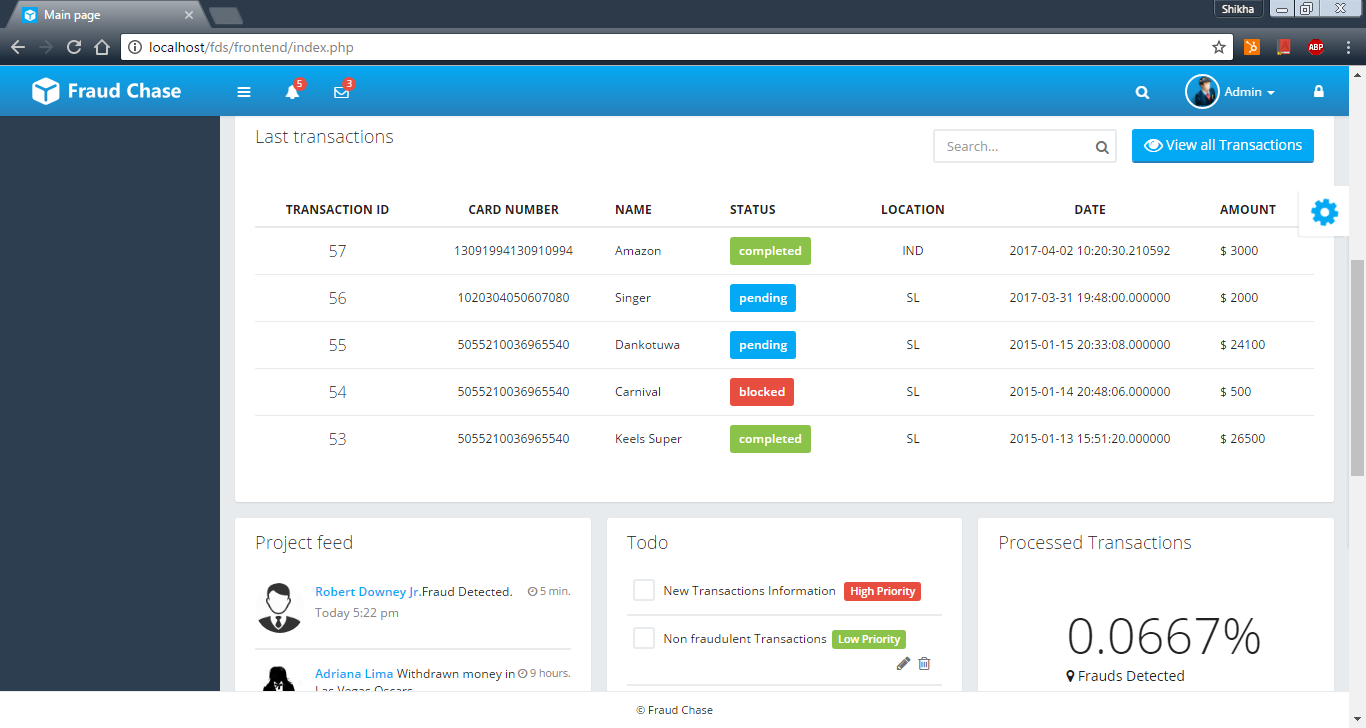 Main page
Shikha
localhost/fds/frontend/index.php
ABP
Fraud Chase
5
3
Admin
Last transactions
Search...
View all Transactions
TRANSACTION ID CARD NUMBER NAME STATUS LOCATION DATE AMOUNT
57 13091994130910994 Amazon completed IND 2017-04-02 10:20:30.210592 $ 3000
56 1020304050607080 Singer pending SL 2017-03-31 19:48:00.000000 $ 2000
55 5055210036965540 Dankotuwa pending SL 2015-01-15 20:33:08.000000 $ 24100
54 5055210036965540 Carnival blocked SL 2015-01-14 20:48:06.000000 $ 500
53 5055210036965540 Keels Super completed SL 2015-01-13 15:51:20.000000 $ 26500
Project feed
Robert Downey Jr.Fraud Detected. 5 min.
Today 5:22 pm
Adriana Lima Withdrawn money in 9 hours.
Las Vegas Oscars
Todo
New Transactions Information High Priority
Non fraudulent Transactions Low Priority
Processed Transactions
0.0667%
Frauds Detected
© Fraud Chase